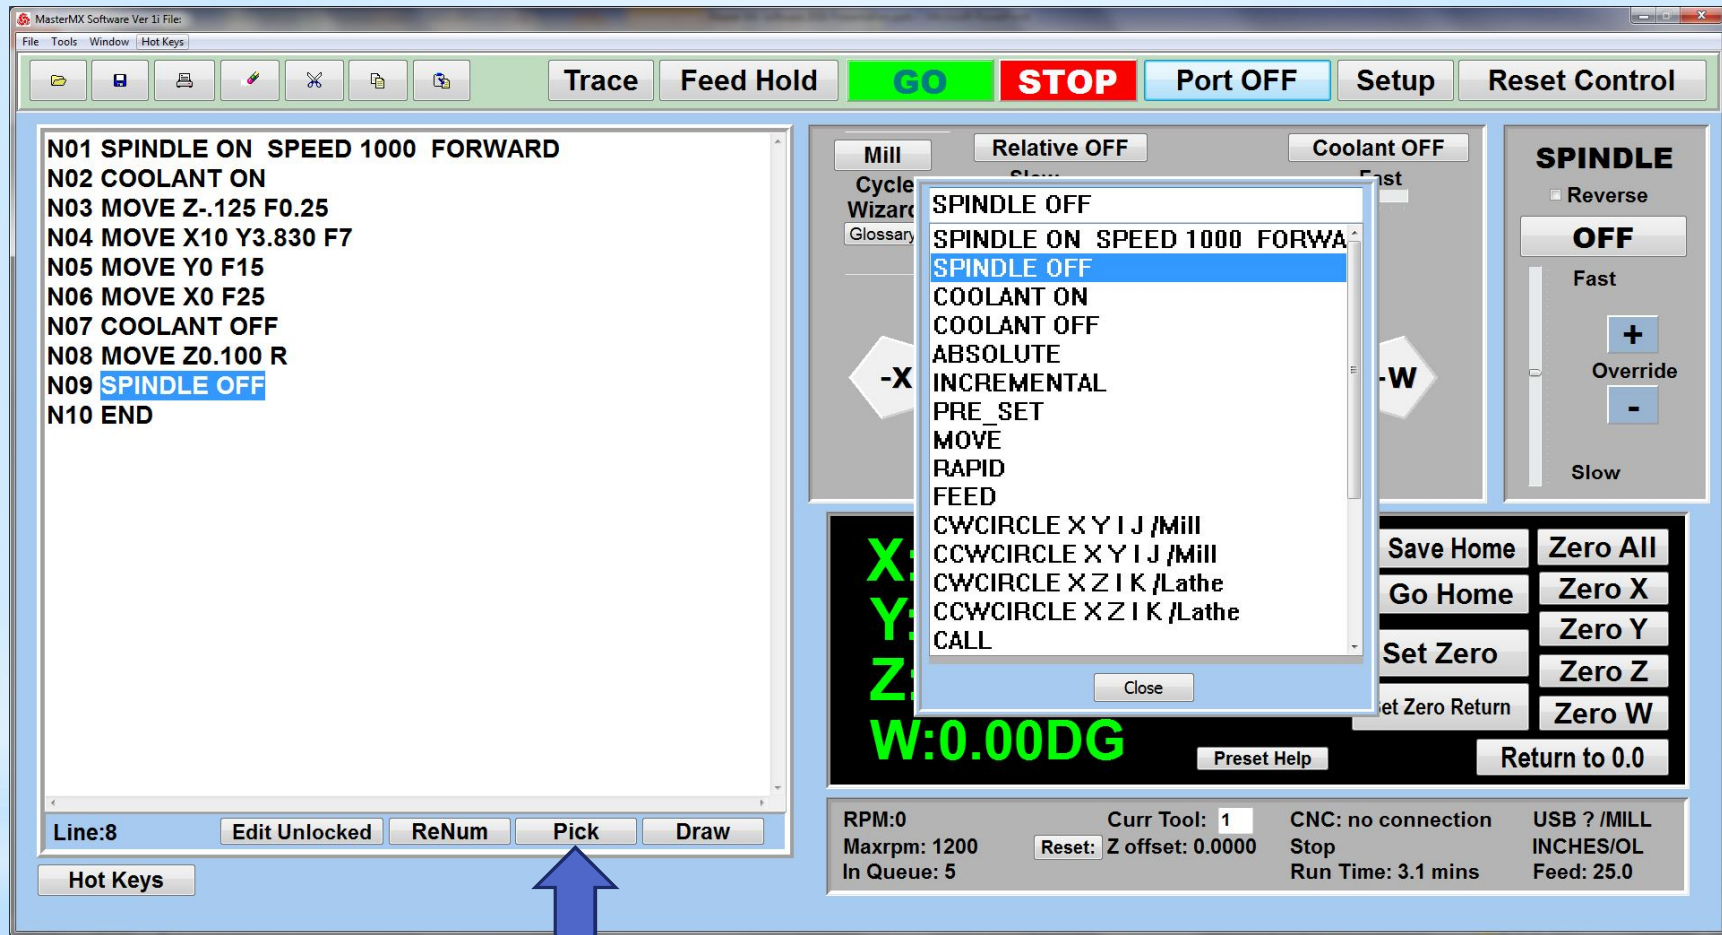 MasterMX Software Ver 1i File:
File Tools Window Hot Keys
Trace Feed Hold GO STOP Port OFF Setup Reset Control
N01 SPINDLE ON SPEED 1000 FORWARD
N02 COOLANT ON
N03 MOVE Z-.125 F0.25
N04 MOVE X10 Y3.830 F7
N05 MOVE Y0 F15
N06 MOVE X0 F25
N07 COOLANT OFF
N08 MOVE Z0.100 R
N09 SPINDLE OFF
N10 END
Line:8 Edit Unlocked ReNum Pick Draw
Hot Keys
Mill Relative OFF Coolant OFF
Cycle
Wizard
Glossary
SPINDLE OFF
SPINDLE ON SPEED 1000 FORWA
SPINDLE OFF
COOLANT ON
COOLANT OFF
ABSOLUTE
INCREMENTAL
PRE_SET
MOVE
RAPID
FEED
CWCIRCLE X Y I J /Mill
CCWCIRCLE X Y I J /Mill
CWCIRCLE X Z I K /Lathe
CCWCIRCLE X Z I K /Lathe
CALL
Close
-X
-W
SPINDLE
Reverse
OFF
Fast
+
Override
-
Slow
X:
Y:
Z:
W:0.00DG
Preset Help
Save Home Zero All
Go Home Zero X
Zero Y
Set Zero Zero Z
et Zero Return Zero W
Return to 0.0
RPM:0 Curr Tool: 1 CNC: no connection USB ? /MILL
Maxrpm: 1200 Reset: Z offset: 0.0000 Stop INCHES/OL
In Queue: 5 Run Time: 3.1 mins Feed: 25.0